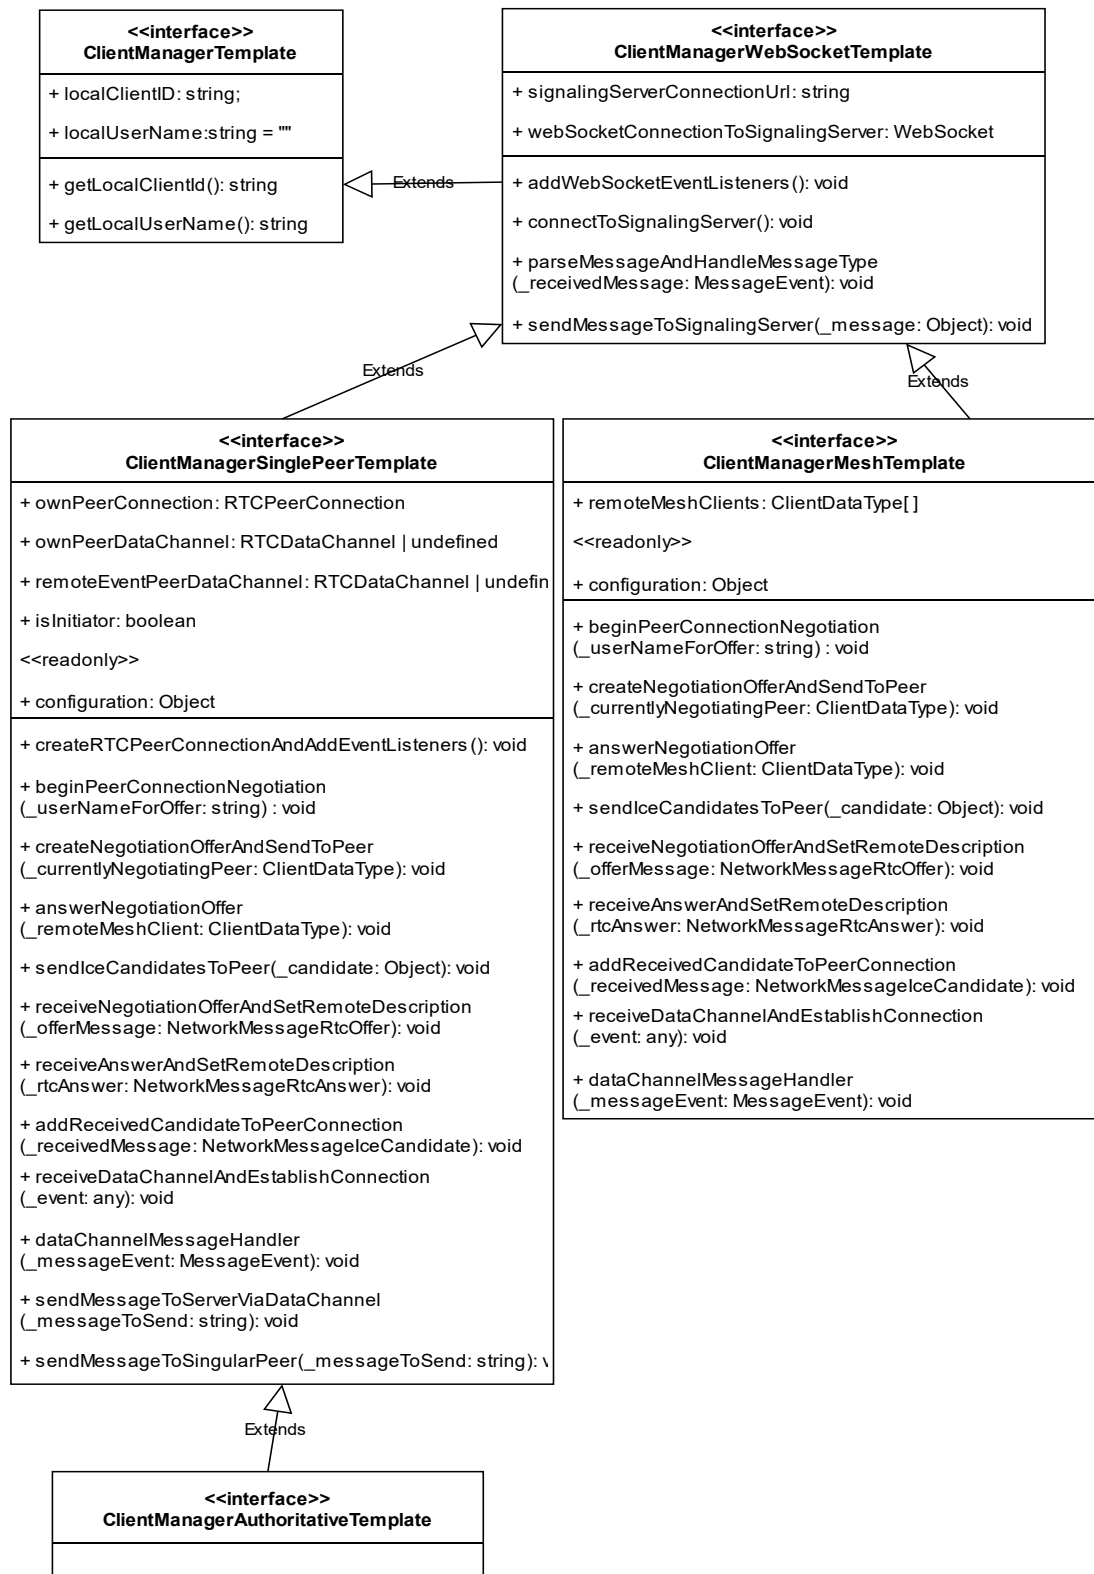 <<interface>>
ClientManagerTemplate
+ localClientID: string;
+ localUserName:string = ""
+ getLocalClientId(): string
+ getLocalUserName(): string
Extends
<<interface>>
ClientManagerWebSocketTemplate
+ signalingServerConnectionUrl: string
+ webSocketConnectionToSignalingServer: WebSocket
+ addWebSocketEventListeners(): void
+ connectToSignalingServer(): void
+ parseMessageAndHandleMessageType
(_receivedMessage: MessageEvent): void
+ sendMessageToSignalingServer(_message: Object): void
Extends
Extends
<<interface>>
ClientManagerSinglePeerTemplate
+ ownPeerConnection: RTCPeerConnection
+ ownPeerDataChannel: RTCDataChannel | undefined
+ remoteEventPeerDataChannel: RTCDataChannel | undefin
+ isInitiator: boolean
<<readonly>>
+ configuration: Object
+ createRTCPeerConnectionAndAddEventListeners(): void
+ beginPeerConnectionNegotiation
(_userNameForOffer: string) : void
+ createNegotiationOfferAndSendToPeer
(_currentlyNegotiatingPeer: ClientDataType): void
+ answerNegotiationOffer
(_remoteMeshClient: ClientDataType): void
+ sendIceCandidatesToPeer(_candidate: Object): void
+ receiveNegotiationOfferAndSetRemoteDescription
(_offerMessage: NetworkMessageRtcOffer): void
+ receiveAnswerAndSetRemoteDescription
(_rtcAnswer: NetworkMessageRtcAnswer): void
+ addReceivedCandidateToPeerConnection
(_receivedMessage: NetworkMessageIceCandidate): void
+ receiveDataChannelAndEstablishConnection
(_event: any): void
+ dataChannelMessageHandler
(_messageEvent: MessageEvent): void
+ sendMessageToServerViaDataChannel
(_messageToSend: string): void
+ sendMessageToSingularPeer(_messageToSend: string):
<<interface>>
ClientManagerMeshTemplate
+ remoteMeshClients: ClientDataType[ ]
<<readonly>>
+ configuration: Object
+ beginPeerConnectionNegotiation
(_userNameForOffer: string) : void
+ createNegotiationOfferAndSendToPeer
(_currentlyNegotiatingPeer: ClientDataType): void
+ answerNegotiationOffer
(_remoteMeshClient: ClientDataType): void
+ sendIceCandidatesToPeer(_candidate: Object): void
+ receiveNegotiationOfferAndSetRemoteDescription
(_offerMessage: NetworkMessageRtcOffer): void
+ receiveAnswerAndSetRemoteDescription
(_rtcAnswer: NetworkMessageRtcAnswer): void
+ addReceivedCandidateToPeerConnection
(_receivedMessage: NetworkMessageIceCandidate): void
+ receiveDataChannelAndEstablishConnection
(_event: any): void
+ dataChannelMessageHandler
(_messageEvent: MessageEvent): void
Extends
<<interface>>
ClientManagerAuthoritativeTemplate